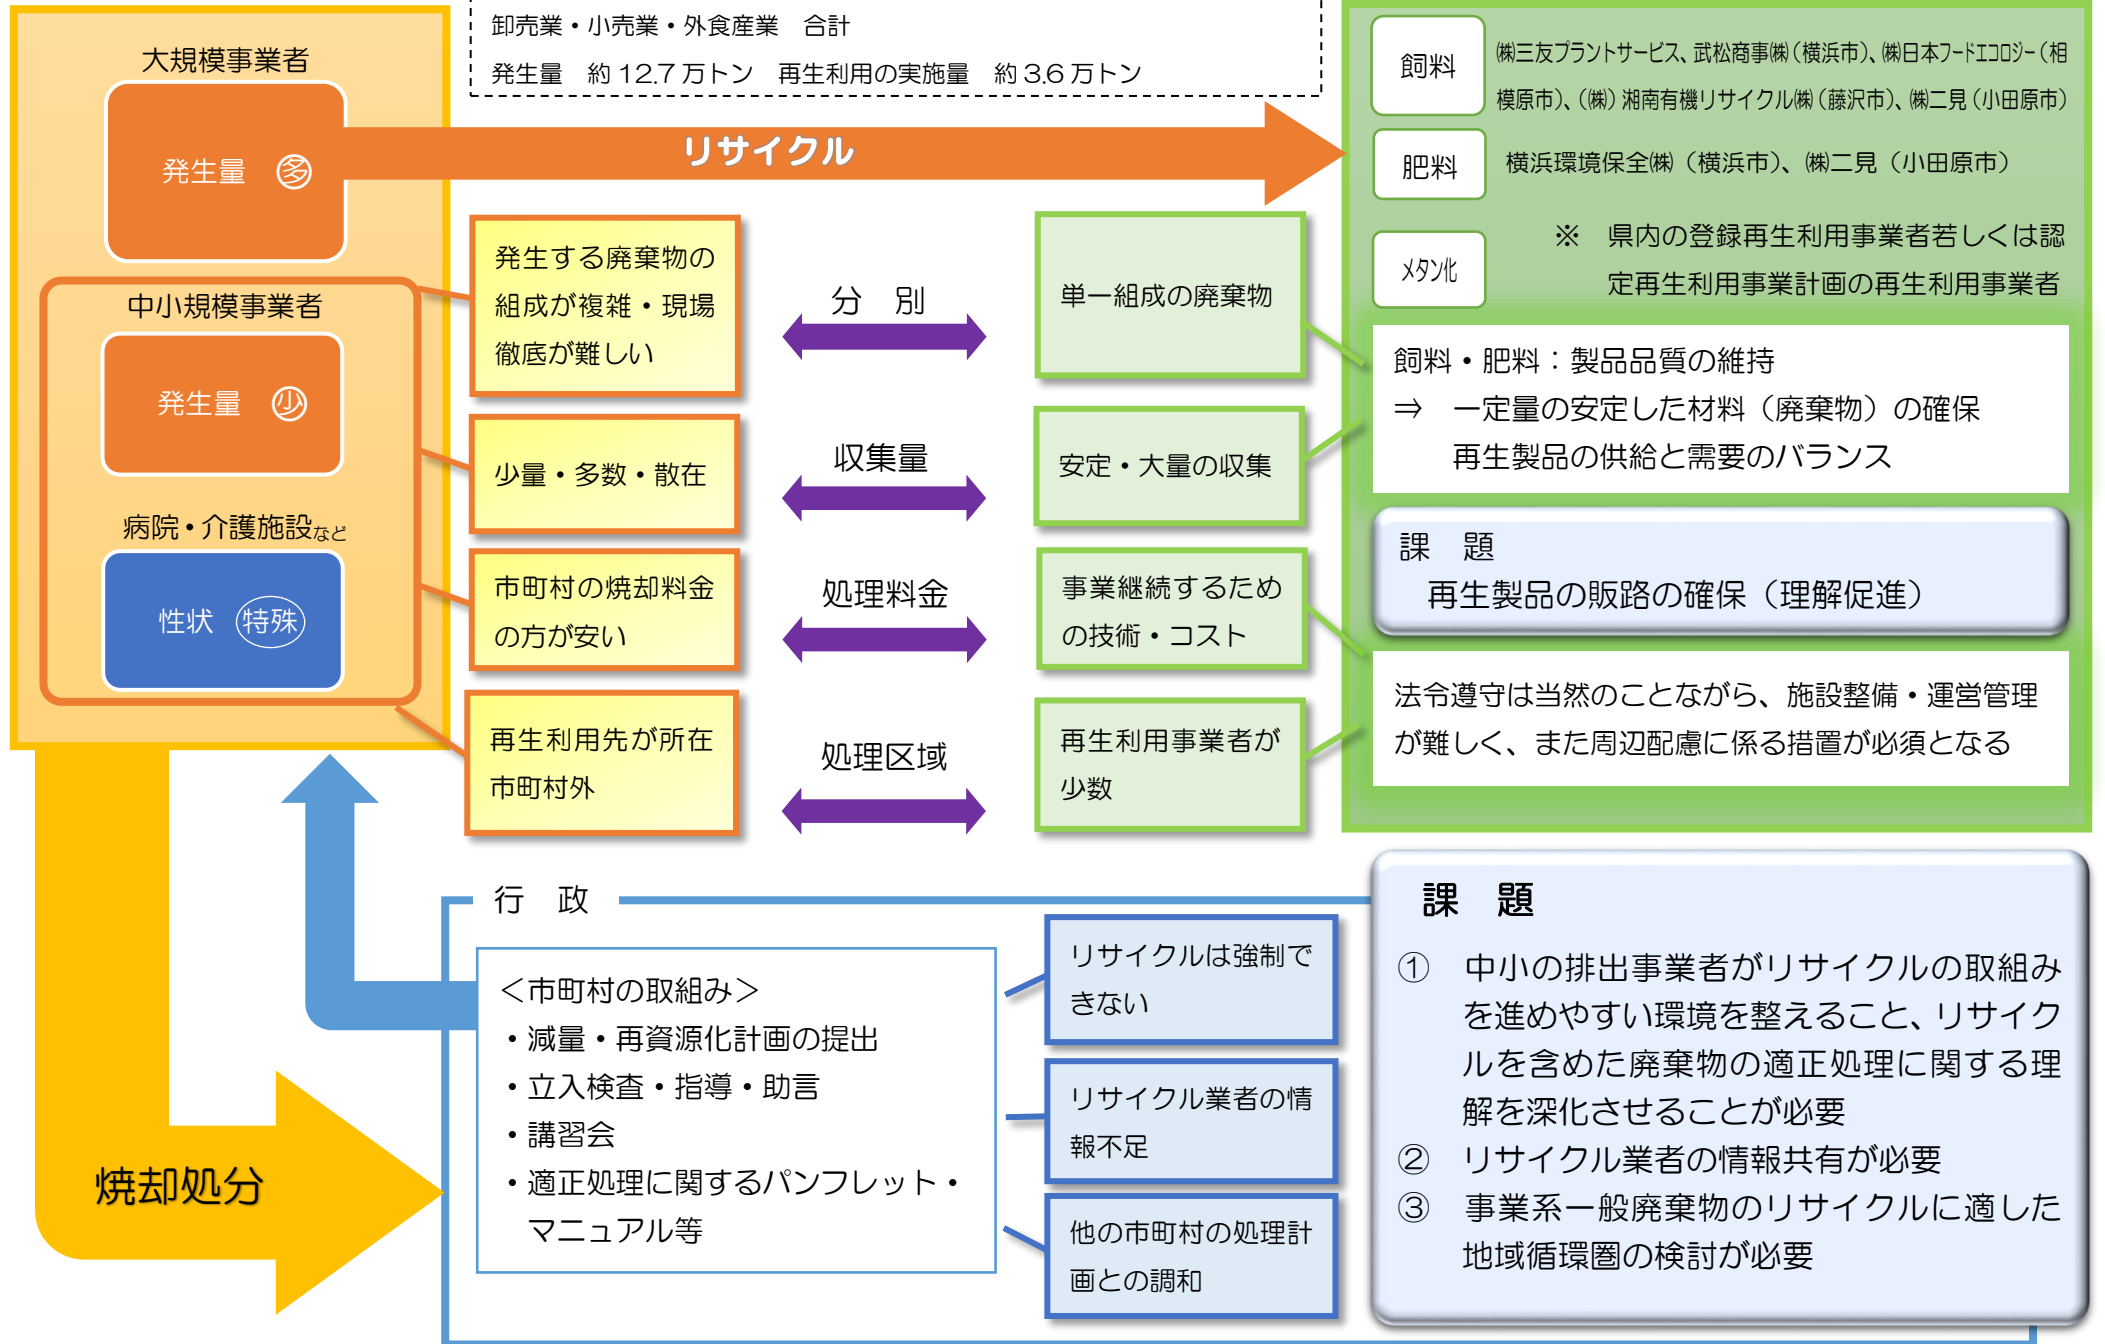 卸売業・小売業・外食産業　合計
発生量　約 12.7 万トン　再生利用の実施量　約 3.6 万トン
大規模事業者
発生量　㊪多
リサイクル
中小規模事業者
発生量　少
病院・介護施設など
性状　特殊
発生する廃棄物の
組成が複雑・現場
徹底が難しい
分　別
単一組成の廃棄物
少量・多数・散在
収集量
安定・大量の収集
市町村の焼却料金
の方が安い
処理料金
事業継続するため
の技術・コスト
再生利用先が所在
市町村外
処理区域
再生利用事業者が
少数
飼料
㈱三友プラントサービス、武松商事㈱（横浜市）、㈱日本フードエコロジー（相
模原市）、（㈱）湘南有機リサイクル㈱（藤沢市）、㈱二見（小田原市）
肥料
横浜環境保全㈱（横浜市）、㈱二見（小田原市）
メタン化
※　県内の登録再生利用事業者若しくは認
定再生利用事業計画の再生利用事業者
飼料・肥料：製品品質の維持
⇒　一定量の安定した材料（廃棄物）の確保
再生製品の供給と需要のバランス
課　題
再生製品の販路の確保（理解促進）
法令遵守は当然のことながら、施設整備・運営管理
が難しく、また周辺配慮に係る措置が必須となる
焼却処分
行　政
＜市町村の取組み＞
・減量・再資源化計画の提出
・立入検査・指導・助言
・講習会
・適正処理に関するパンフレット・
マニュアル等
リサイクルは強制で
きない
リサイクル業者の情
報不足
他の市町村の処理計
画との調和
課　題
①　中小の排出事業者がリサイクルの取組み
を進めやすい環境を整えること、リサイク
ルを含めた廃棄物の適正処理に関する理
解を深化させることが必要
②　リサイクル業者の情報共有が必要
③　事業系一般廃棄物のリサイクルに適した
地域循環圏の検討が必要